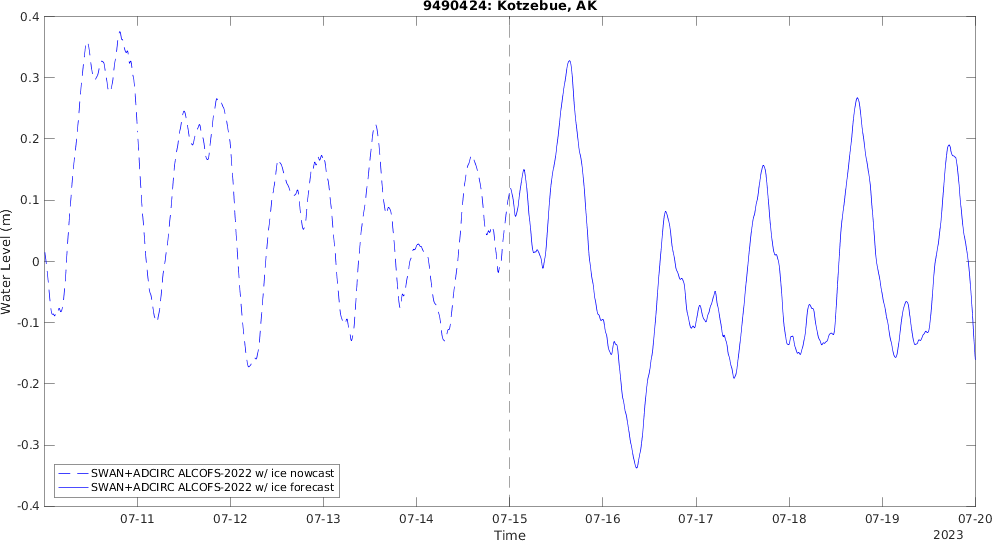 9490424: Kotzebue, AK
0.4
0.3
0.2
0.1
0
-0.1
-0.2
-0.3
-0.4
Water Level (m)
SWAN+ADCIRC ALCOFS-2022 w/ ice nowcast
SWAN+ADCIRC ALCOFS-2022 w/ ice forecast
07-11 07-12 07-13 07-14 07-15 07-16 07-17 07-18 07-19 07-20
Time
2023